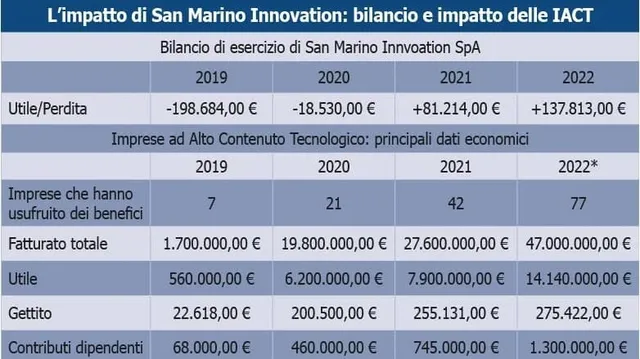 L'impatto di San Marino Innovation: bilancio e impatto delle IACT
Bilancio di esercizio di San Marino Innvoation SpA
2019 2020 2021 2022
Utile/Perdita -198.684,00 € -18.530,00 € +81.214,00 € +137.813,00 €
Imprese ad Alto Contenuto Tecnologico: principali dati economici
2019 2020 2021 2022*
Imprese che hanno
usufruito dei benefici 7 21 42 77
Fatturato totale 1.700.000,00 € 19.800.000,00 € 27.600.000,00 € 47.000.000,00 €
Utile 560.000,00 € 6.200.000,00 € 7.900.000,00 € 14.140.000,00 €
Gettito 22.618,00 € 200.500,00 € 255.131,00 € 275.422,00 €
Contributi dipendenti 68.000,00 € 460.000,00 € 745.000,00 € 1.300.000,00 €